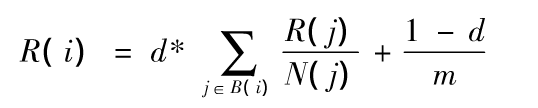 R(i) = d* ∑_{j∈B(i)} R(j)/N(j) + (1 - d)/m